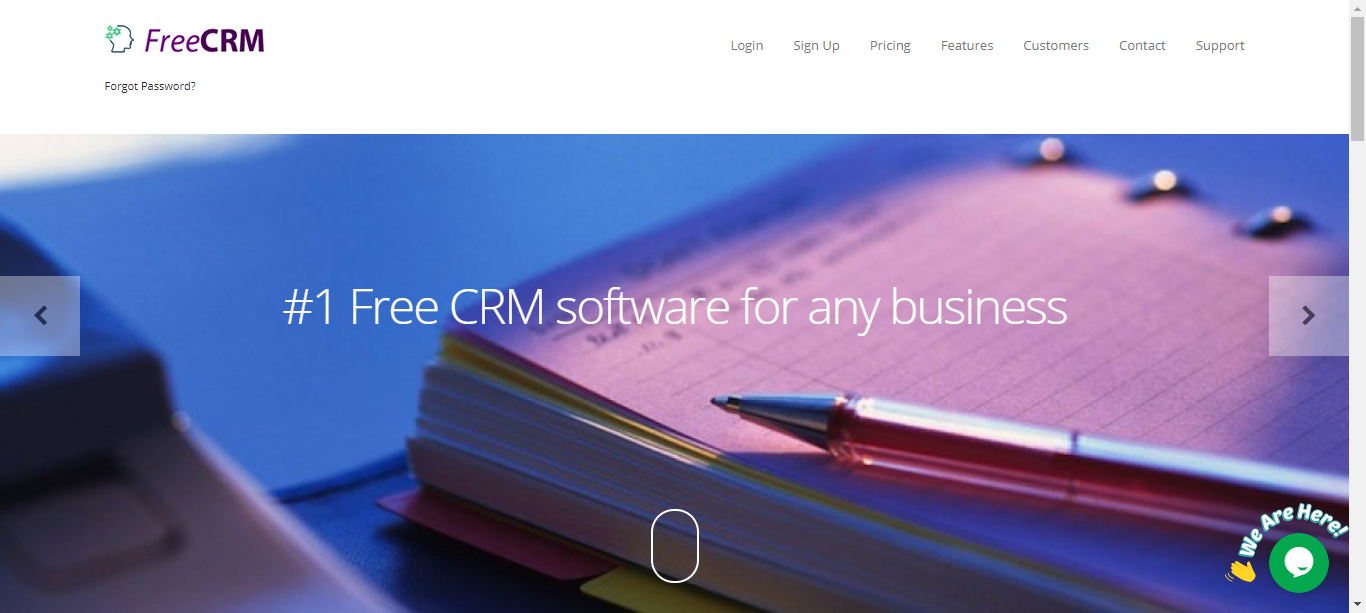 FreeCRM
Login Sign Up Pricing Features Customers Contact Support
Forgot Password?
#1 Free CRM software for any business
We Are Here!